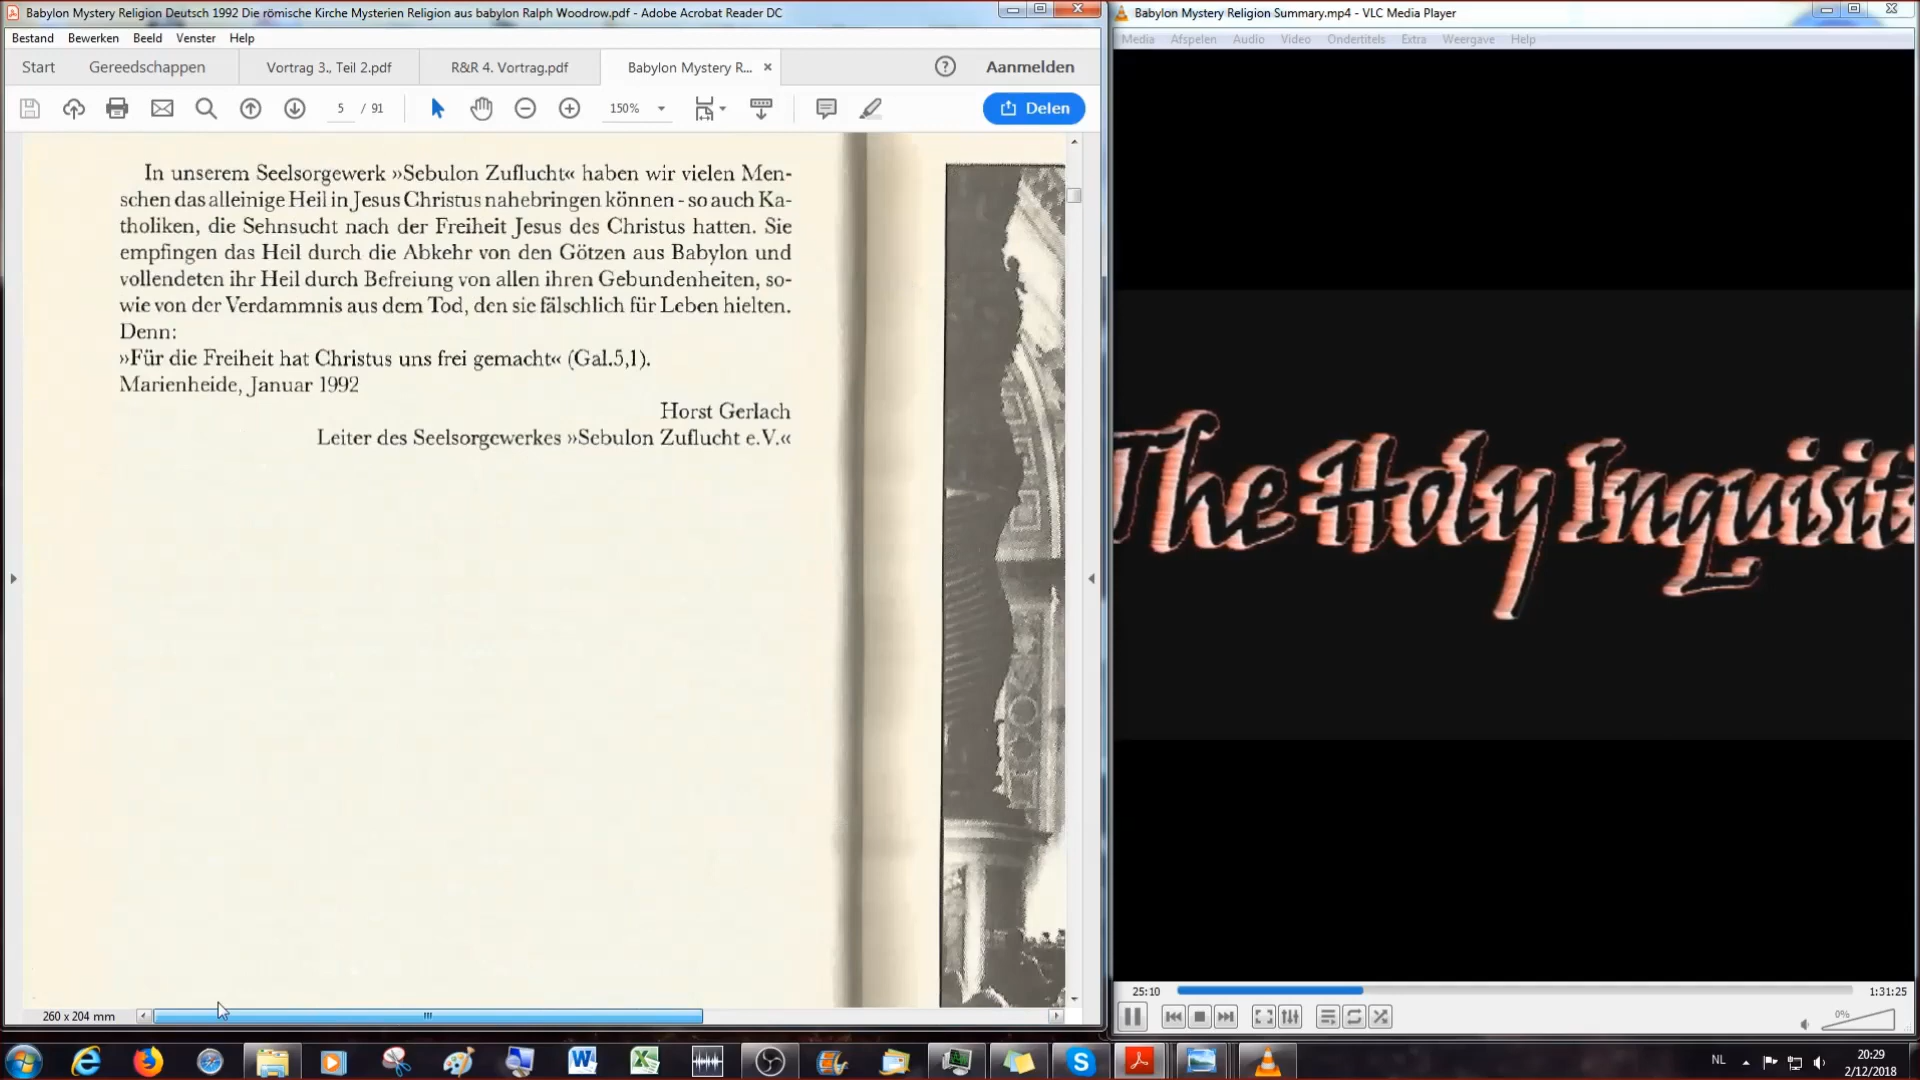 Babylon Mystery Religion Deutsch 1992 Die römische Kirche Mysterien Religion aus babylon Ralph Woodrow.pdf - Adobe Acrobat Reader DC
Bestand Bewerken Beeld Venster Help
Start Gereedschappen Vortrag 3., Teil 2.pdf R&R 4. Vortrag.pdf Babylon Mystery R... Aanmelden
5 / 91 150% Delen
In unserem Seelsorgewerk »Sebulon Zuflucht« haben wir vielen Men-
schen das alleinige Heil in Jesus Christus nahebringen können - so auch Ka-
tholiken, die Sehnsucht nach der Freiheit Jesus des Christus hatten. Sie
empfingen das Heil durch die Abkehr von den Götzen aus Babylon und
vollendeten ihr Heil durch Befreiung von allen ihren Gebundenheiten, so-
wie von der Verdammnis aus dem Tod, den sie fälschlich für Leben hielten.
Denn:
»Für die Freiheit hat Christus uns frei gemacht« (Gal.5,1).
Marienheide, Januar 1992
Horst Gerlach
Leiter des Seelsorgewerkes »Sebulon Zuflucht e.V.«
260 x 204 mm
Babylon Mystery Religion Summary.mp4 - VLC Media Player
Media Afspelen Audio Video Ondertitels Extra Weergave Help
The Holy Inquisiti
25:10 1:31:25
0%
NL 20:29
2/12/2018